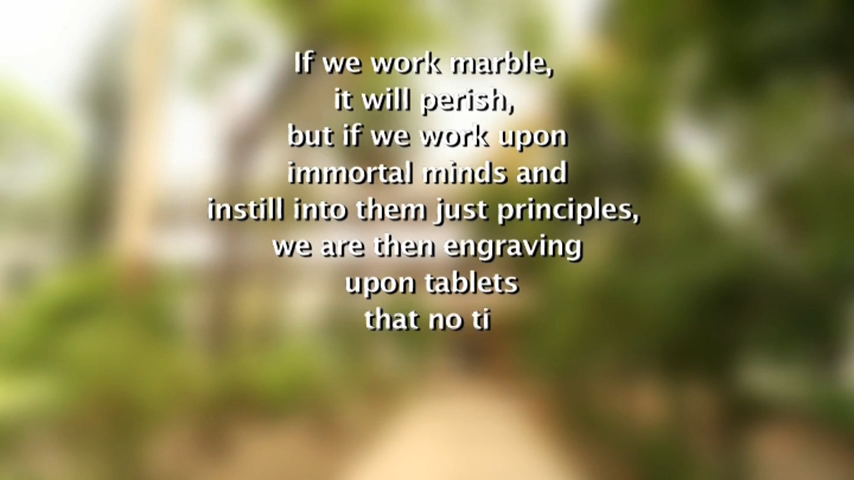 If we work marble,
it will perish,
but if we work upon
immortal minds and
instill into them just principles,
we are then engraving
upon tablets
that no ti